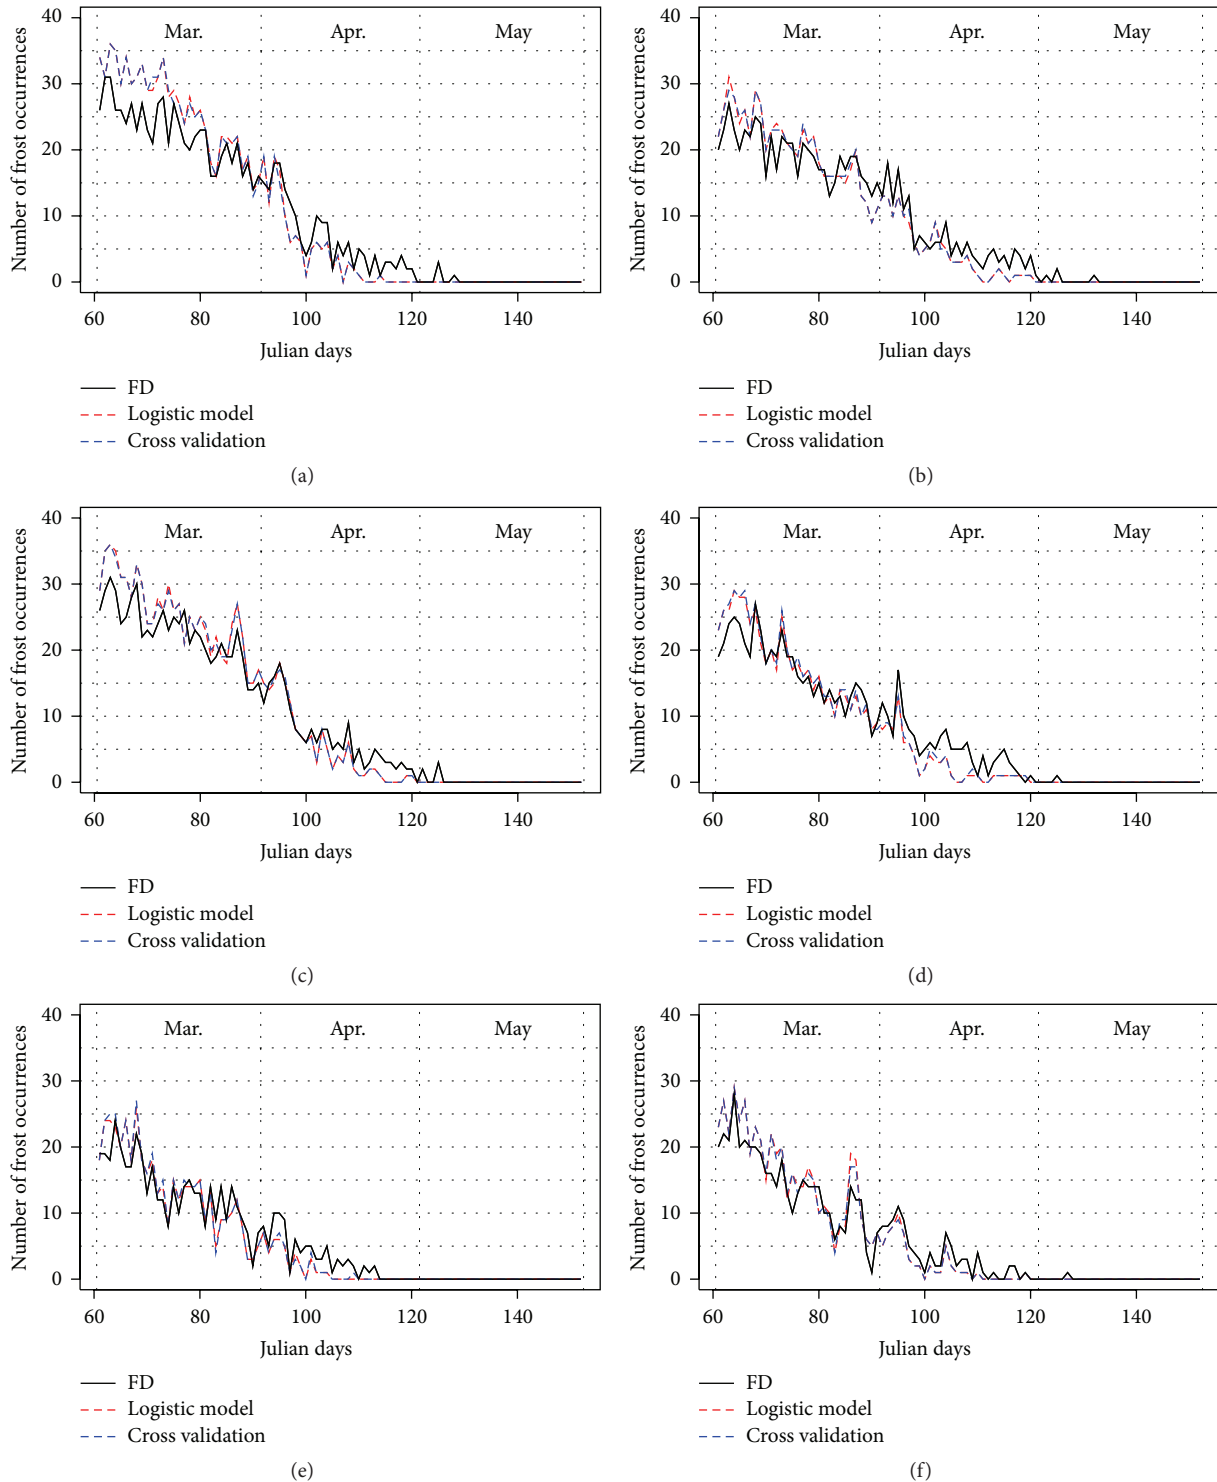 Number of frost occurrences
40
30
20
10
0
Mar.
Apr.
May
60
80
100
120
140
Julian days
FD
Logistic model
Cross validation
(a)
Number of frost occurrences
40
30
20
10
0
Mar.
Apr.
May
60
80
100
120
140
Julian days
FD
Logistic model
Cross validation
(b)
Number of frost occurrences
40
30
20
10
0
Mar.
Apr.
May
60
80
100
120
140
Julian days
FD
Logistic model
Cross validation
(c)
Number of frost occurrences
40
30
20
10
0
Mar.
Apr.
May
60
80
100
120
140
Julian days
FD
Logistic model
Cross validation
(d)
Number of frost occurrences
40
30
20
10
0
Mar.
Apr.
May
60
80
100
120
140
Julian days
FD
Logistic model
Cross validation
(e)
Number of frost occurrences
40
30
20
10
0
Mar.
Apr.
May
60
80
100
120
140
Julian days
FD
Logistic model
Cross validation
(f)